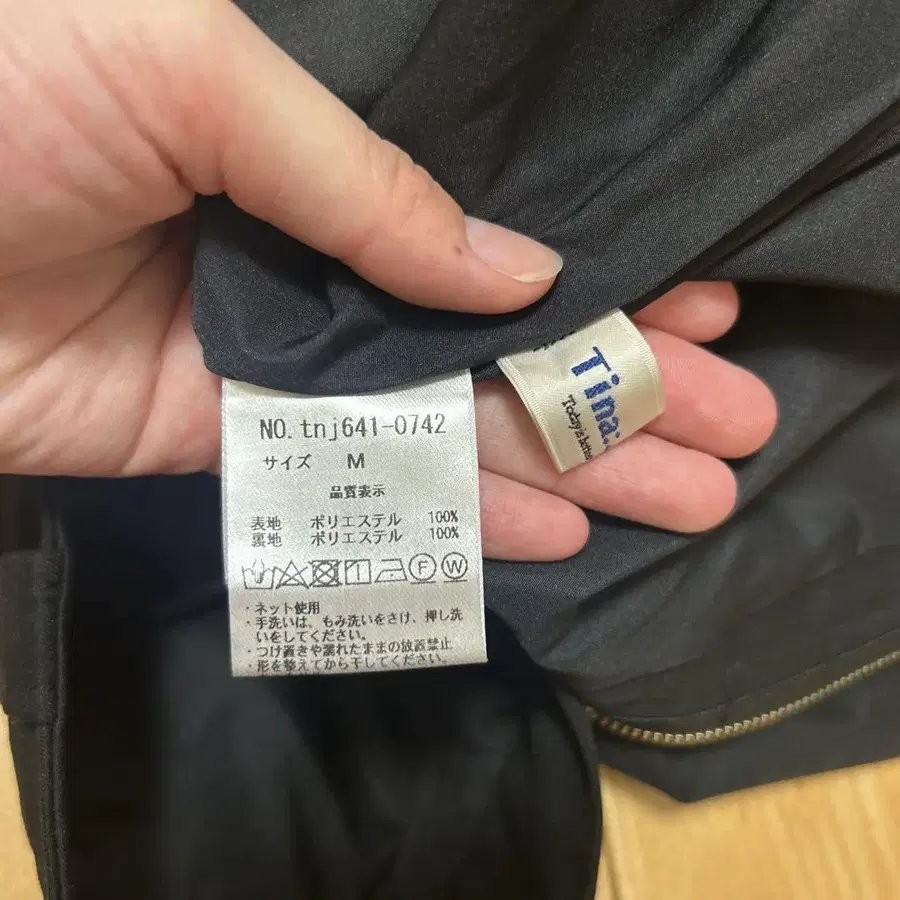 NO. tnj641-0742
サイズ M
品質表示
表地 ポリエステル 100%
裏地 ポリエステル 100%
F W
・ネット使用
・手洗いは、もみ洗いをさけ、押し洗
いをしてください。
・つけ置きや濡れたままの放置禁止
・形を整えてから干してください。
Tina:
Today is better